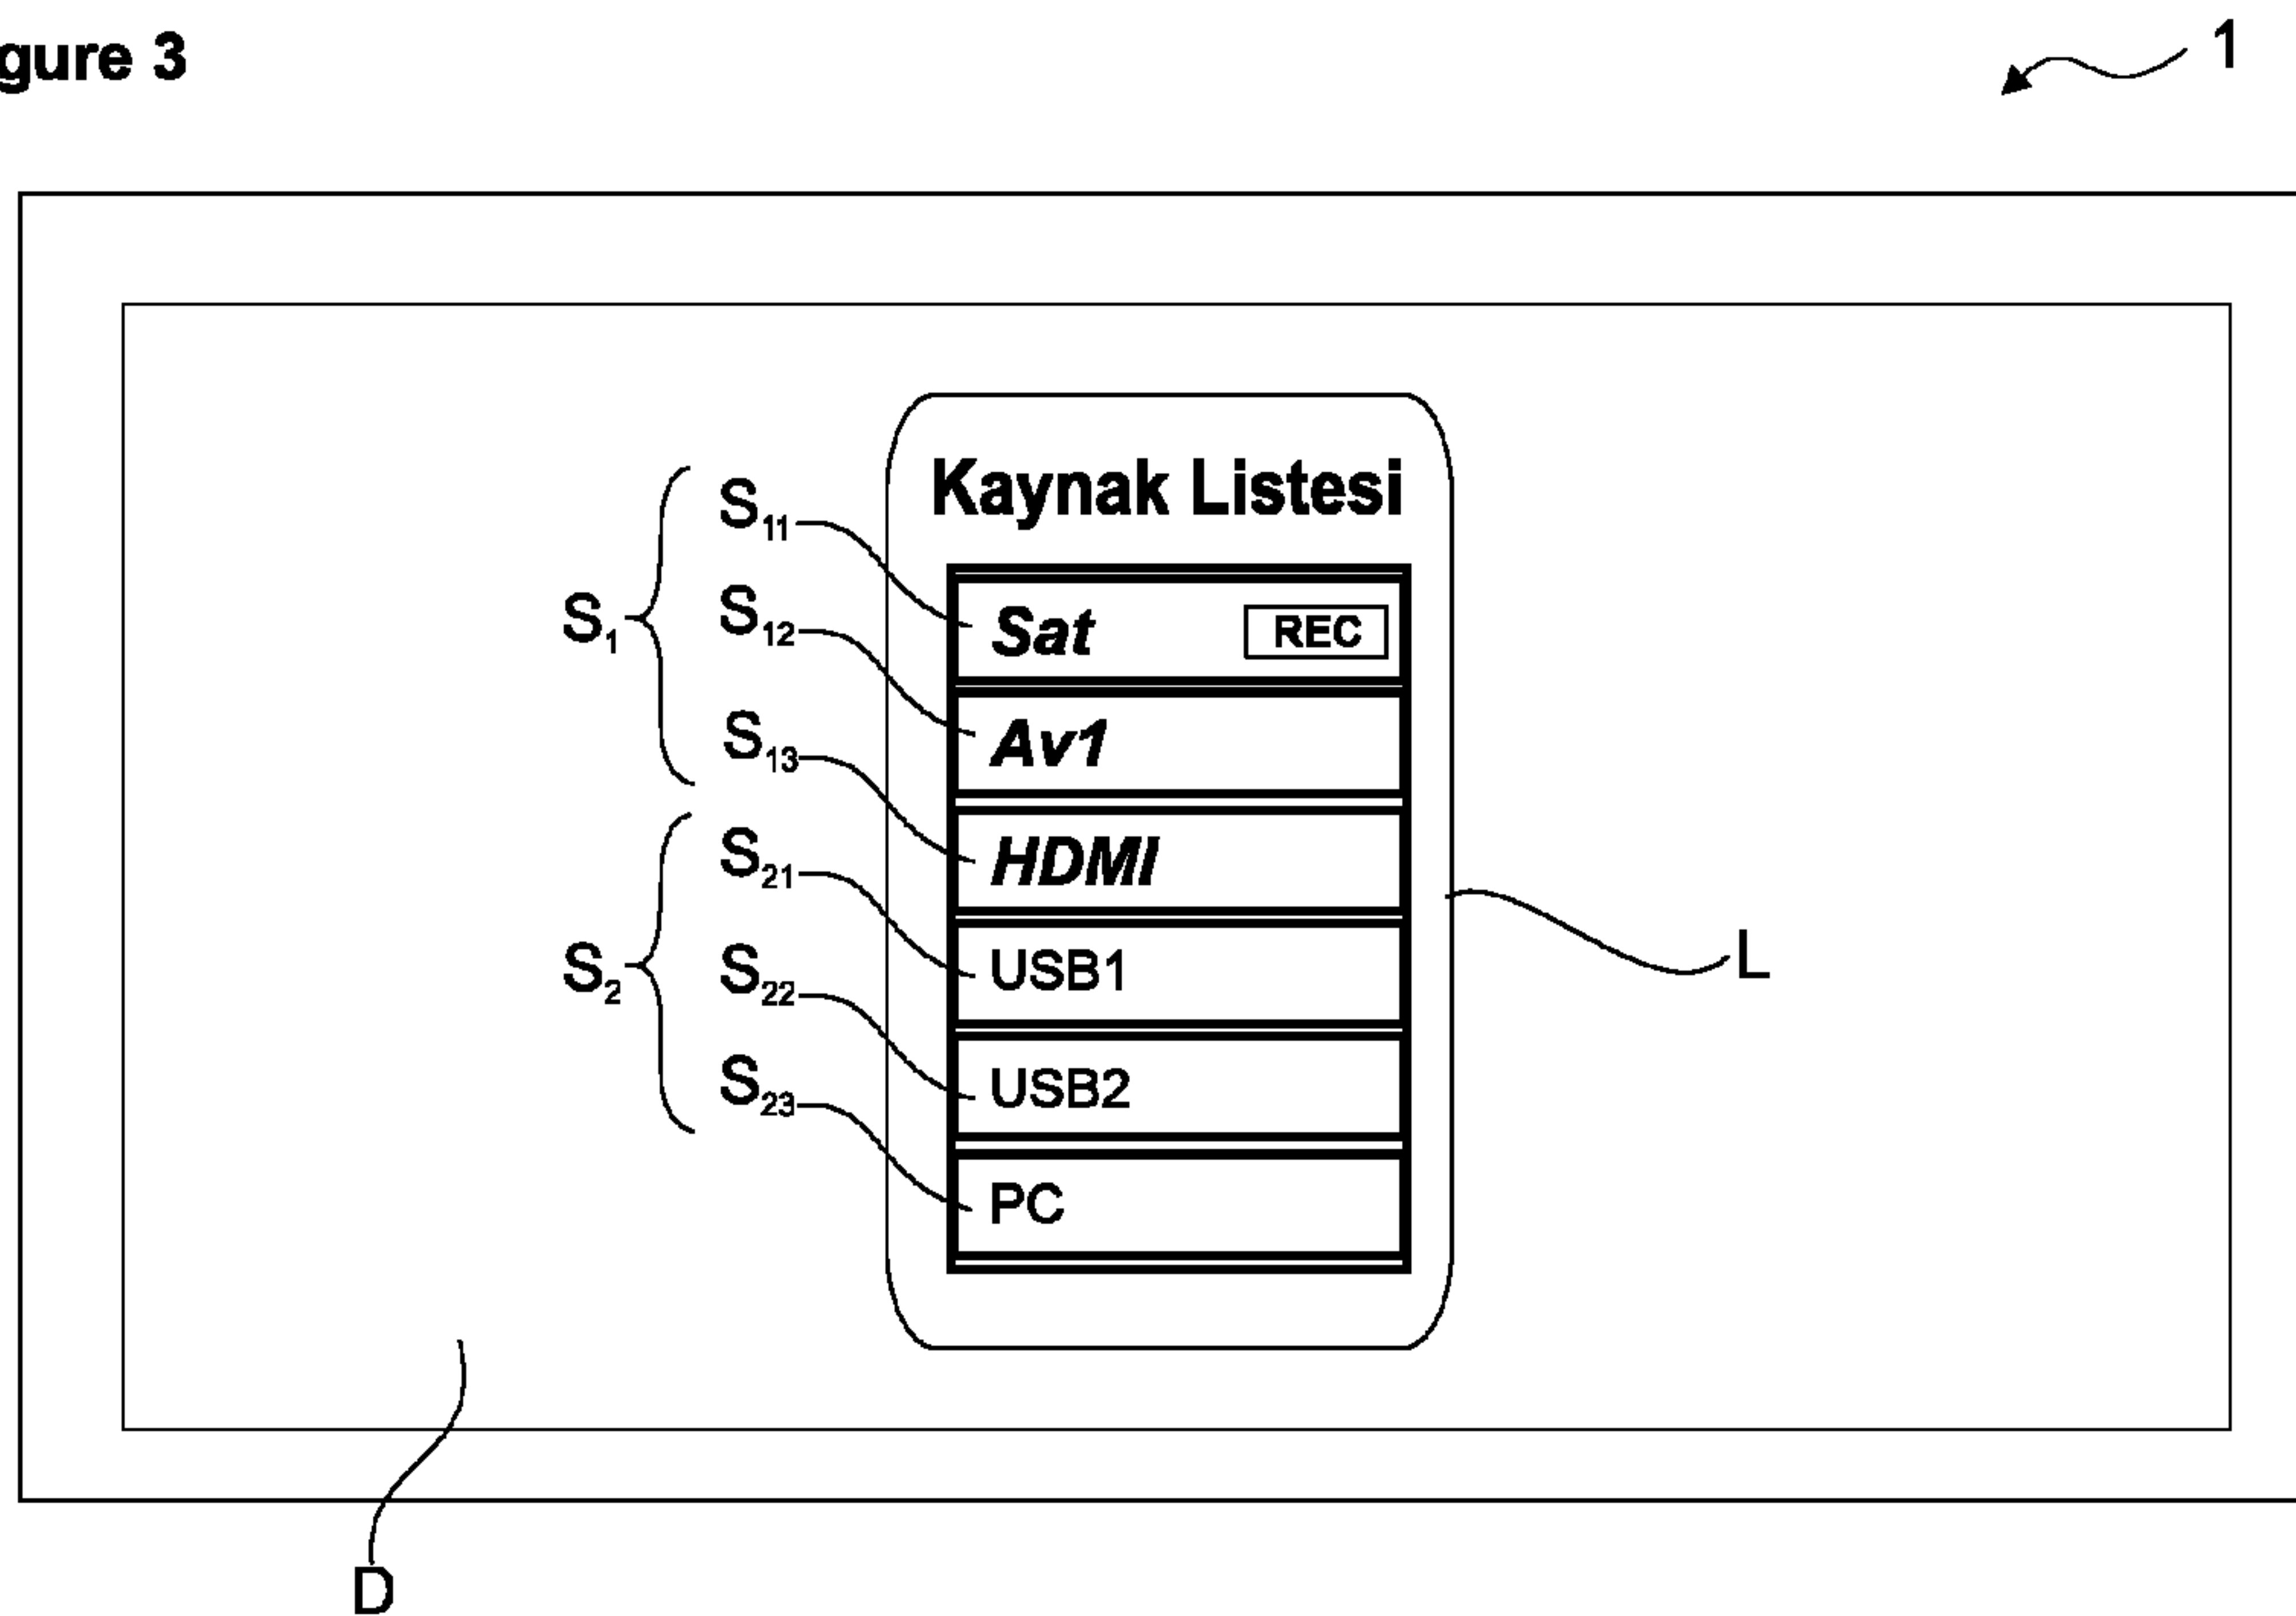 gure 3
1
Kaynak Listesi
S11
Sat REC
S1
S12
Av1
S13
HDMI
S21
USB1
L
S2
S22
USB2
S23
PC
D